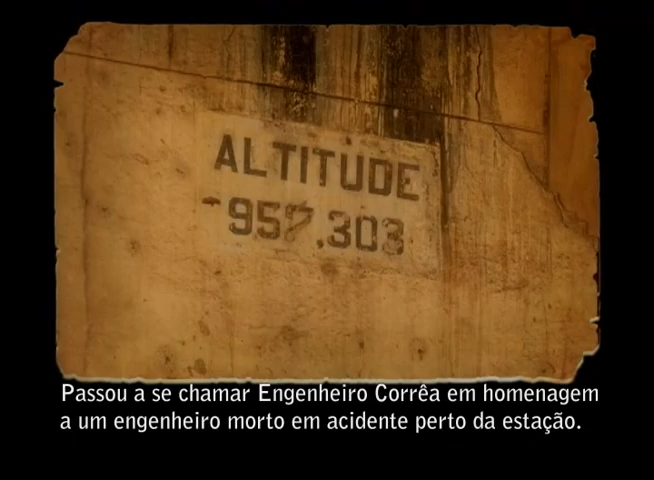 ALTITUDE
957,303
Passou a se chamar Engenheiro Corrêa em homenagem
a um engenheiro morto em acidente perto da estação.